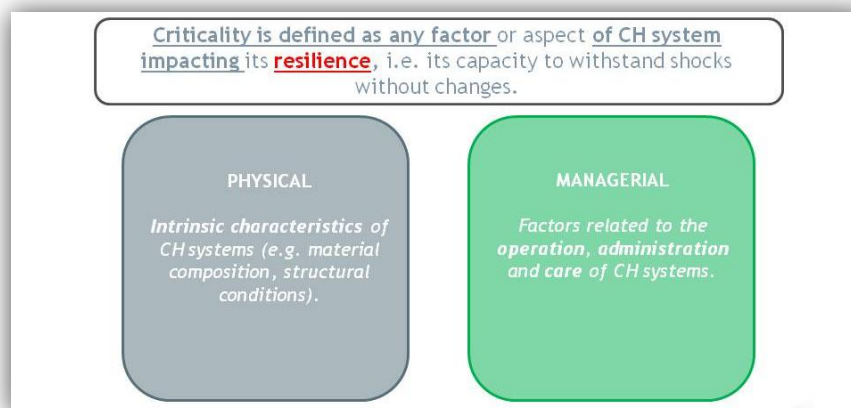 Criticality is defined as any factor or aspect of CH system
impacting its resilience, i.e. its capacity to withstand shocks
without changes.
PHYSICAL
Intrinsic characteristics of
CH systems (e.g. material
composition, structural
conditions).
MANAGERIAL
Factors related to the
operation, administration
and care of CH systems.